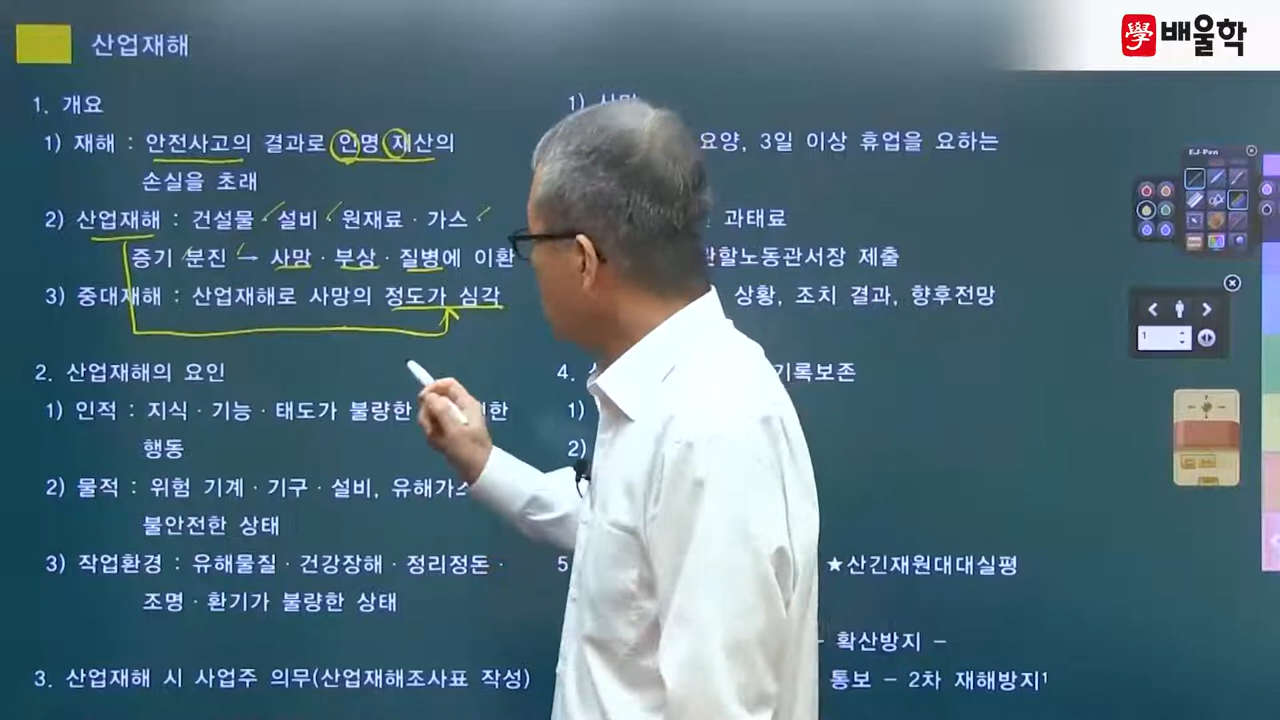 산업재해
學 배울학
1. 개요
1) 재해 : 안전사고의 결과로 인명 재산의
손실을 초래
2) 산업재해 : 건설물 설비 · 원재료 · 가스
증기 분진 → 사망 · 부상 · 질병에 이환
3) 중대재해 : 산업재해로 사망의 정도가 심각
2. 산업재해의 요인
1) 인적 : 지식 · 기능 · 태도가 불량한
행동
2) 물적 : 위험 기계 · 기구 · 설비, 유해가스
불안전한 상태
3) 작업환경 : 유해물질 · 건강장해 · 정리정돈 ·
조명 · 환기가 불량한 상태
3. 산업재해 시 사업주 의무(산업재해조사표 작성)
1)
요양, 3일 이상 휴업을 요하는
과태료
관할노동관서장 제출
상황, 조치 결과, 향후전망
4. 기록보존
1)
2)
5
★산긴재원대대실평
- 확산방지 -
통보 - 2차 재해방지1
EJ-Pen
1